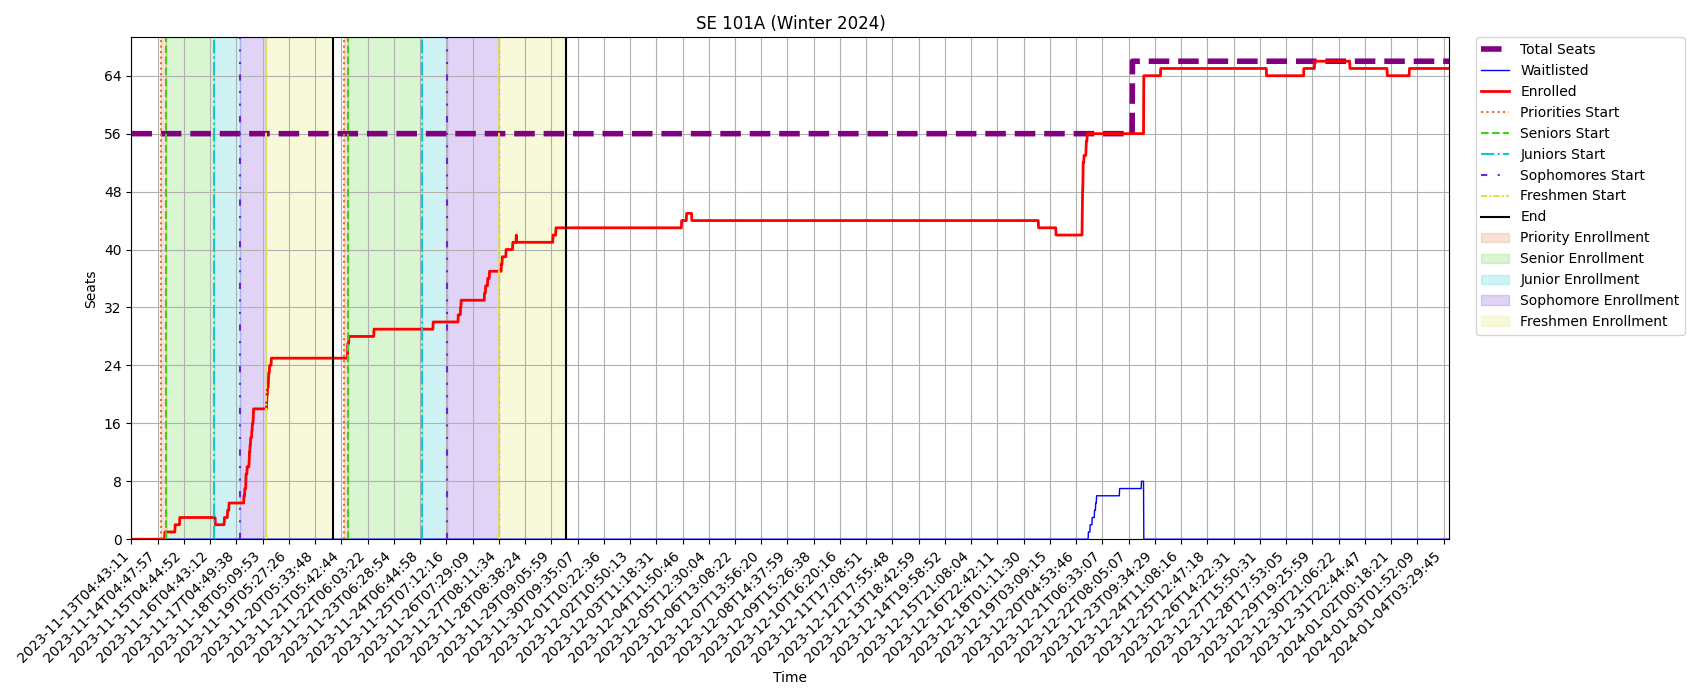 SE 101A (Winter 2024)
Total Seats
Waitlisted
Enrolled
Priorities Start
Seniors Start
Juniors Start
Sophomores Start
Freshmen Start
End
Priority Enrollment
Senior Enrollment
Junior Enrollment
Sophomore Enrollment
Freshmen Enrollment
Seats
64
56
48
40
32
24
16
8
0
2023-11-13T04:43:11
2023-11-14T04:47:57
2023-11-15T04:44:52
2023-11-16T04:43:12
2023-11-17T04:49:38
2023-11-18T05:09:53
2023-11-19T05:27:26
2023-11-20T05:33:48
2023-11-21T05:42:44
2023-11-22T06:03:22
2023-11-23T06:28:54
2023-11-24T06:44:58
2023-11-25T07:12:16
2023-11-26T07:29:09
2023-11-27T08:11:34
2023-11-28T08:38:24
2023-11-29T09:05:59
2023-11-30T09:35:07
2023-12-01T10:22:36
2023-12-02T10:50:13
2023-12-03T11:18:31
2023-12-04T11:50:46
2023-12-05T12:30:04
2023-12-06T13:08:22
2023-12-07T13:56:20
2023-12-08T14:37:59
2023-12-09T15:26:38
2023-12-10T16:20:16
2023-12-11T17:08:51
2023-12-12T17:55:48
2023-12-13T18:42:59
2023-12-14T19:58:52
2023-12-15T21:08:04
2023-12-16T22:42:11
2023-12-18T01:11:30
2023-12-19T03:09:15
2023-12-20T04:53:46
2023-12-21T06:33:07
2023-12-22T08:05:07
2023-12-23T09:34:29
2023-12-24T11:08:16
2023-12-25T12:47:18
2023-12-26T14:22:31
2023-12-27T15:50:31
2023-12-28T17:53:05
2023-12-29T19:25:59
2023-12-30T21:06:22
2023-12-31T22:44:47
2024-01-02T00:18:21
2024-01-03T01:52:09
2024-01-04T03:29:45
Time